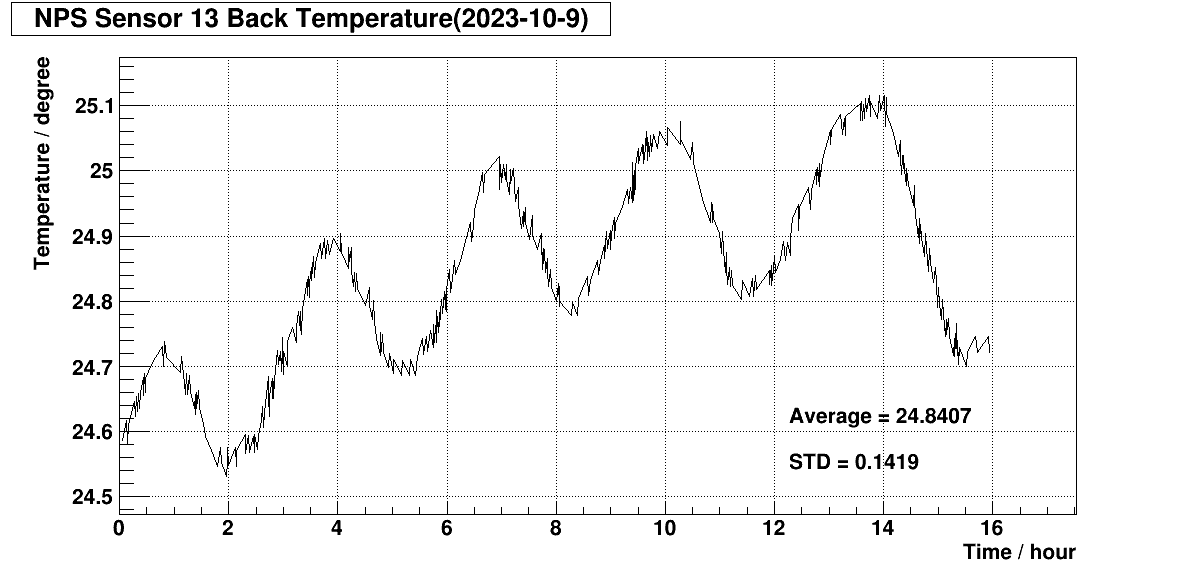 NPS Sensor 13 Back Temperature(2023-10-9)
Temperature / degree
25.1
25
24.9
24.8
24.7
24.6
24.5
Average = 24.8407
STD = 0.1419
0 2 4 6 8 10 12 14 16
Time / hour